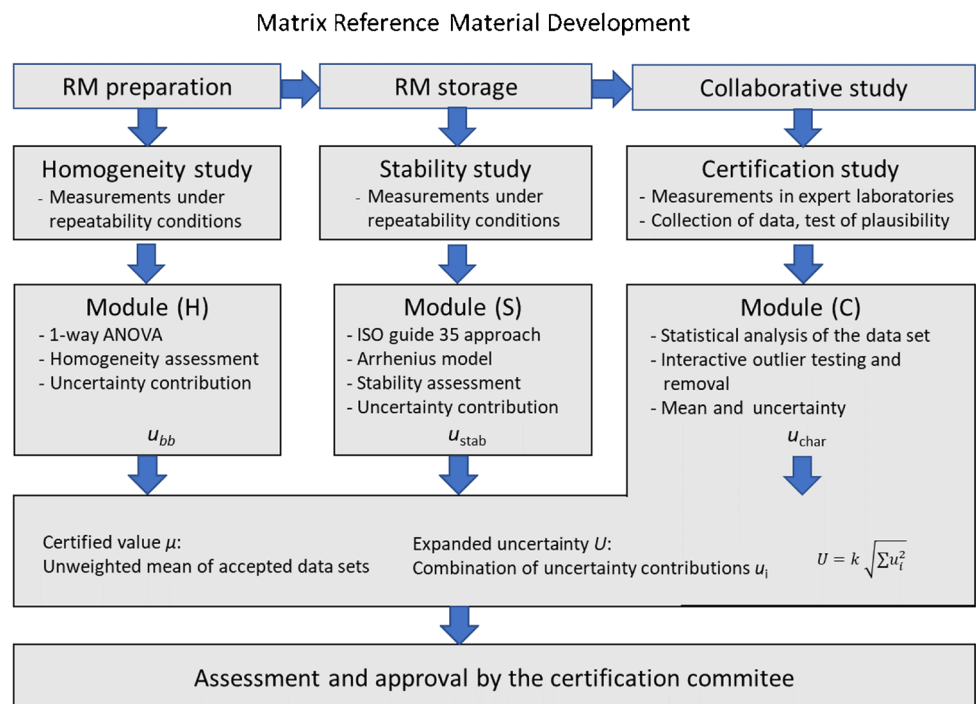 Matrix Reference Material Development
RM preparation
RM storage
Collaborative study
Homogeneity study
- Measurements under
repeatability conditions
Stability study
- Measurements under
repeatability conditions
Certification study
- Measurements in expert laboratories
- Collection of data, test of plausibility
Module (H)
- 1-way ANOVA
- Homogeneity assessment
- Uncertainty contribution
u_bb
Module (S)
- ISO guide 35 approach
- Arrhenius model
- Stability assessment
- Uncertainty contribution
u_stab
Module (C)
- Statistical analysis of the data set
- Interactive outlier testing and
removal
- Mean and uncertainty
u_char
Certified value μ:
Unweighted mean of accepted data sets
Expanded uncertainty U:
Combination of uncertainty contributions u_i
U = k √Σu_i^2
Assessment and approval by the certification commitee